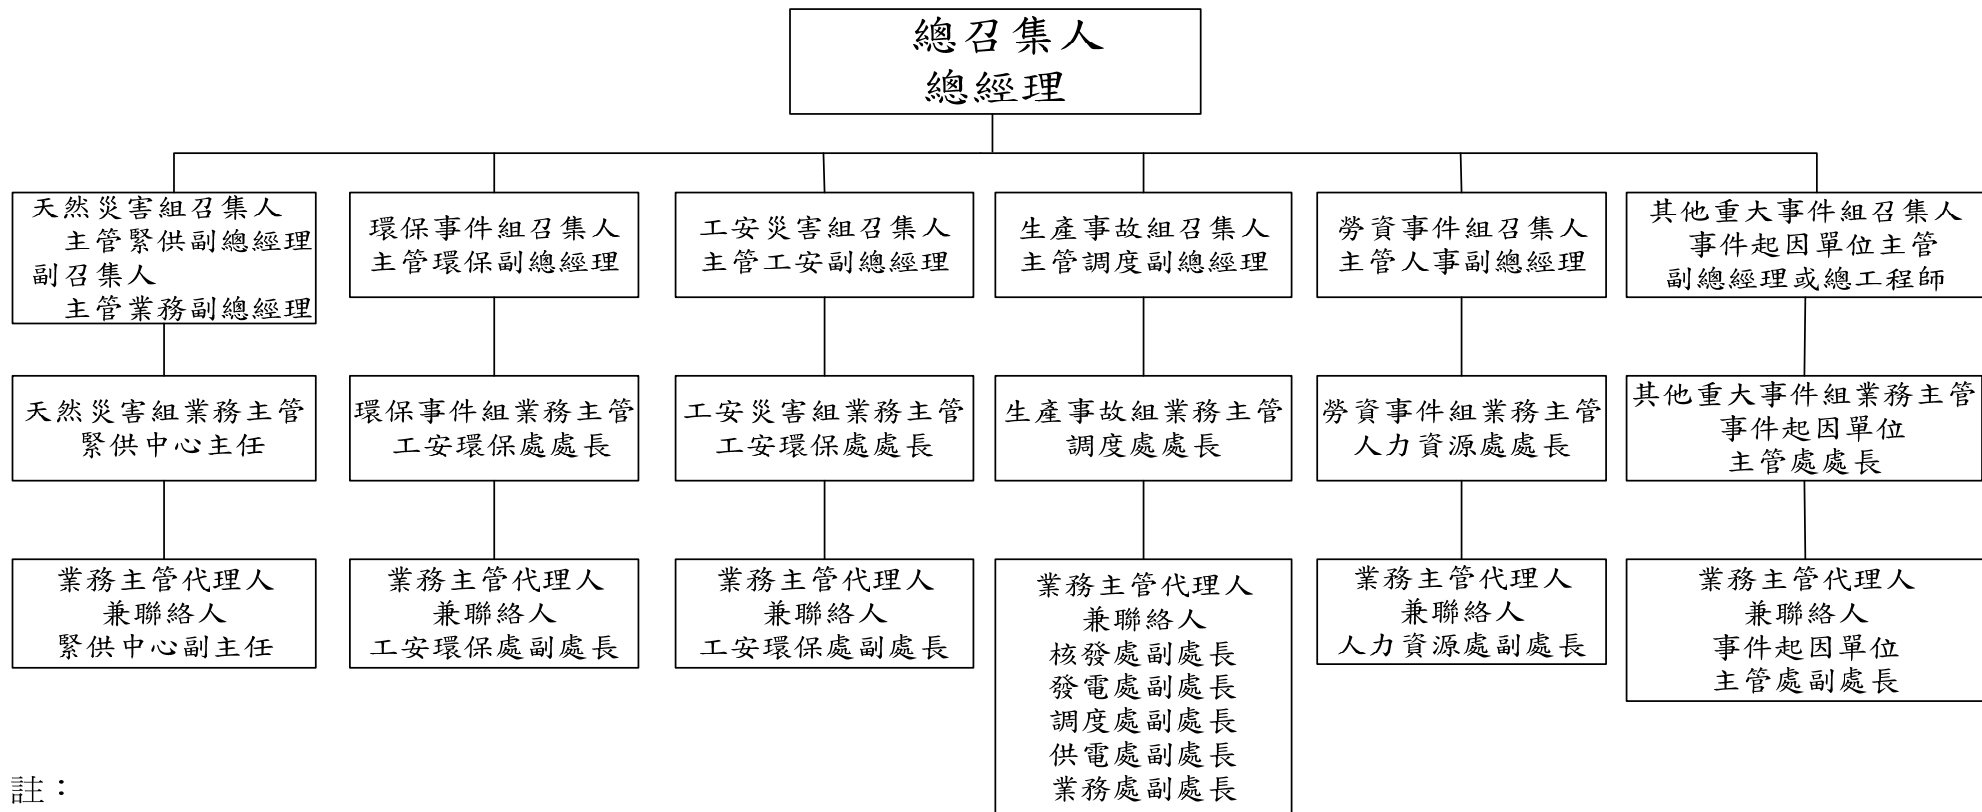 總召集人
總經理
天然災害組召集人
主管緊供副總經理
副召集人
主管業務副總經理
環保事件組召集人
主管環保副總經理
工安災害組召集人
主管工安副總經理
生產事故組召集人
主管調度副總經理
勞資事件組召集人
主管人事副總經理
其他重大事件組召集人
事件起因單位主管
副總經理或總工程師
天然災害組業務主管
緊供中心主任
環保事件組業務主管
工安環保處處長
工安災害組業務主管
工安環保處處長
生產事故組業務主管
調度處處長
勞資事件組業務主管
人力資源處處長
其他重大事件組業務主管
事件起因單位
主管處處長
業務主管代理人
兼聯絡人
緊供中心副主任
業務主管代理人
兼聯絡人
工安環保處副處長
業務主管代理人
兼聯絡人
工安環保處副處長
業務主管代理人
兼聯絡人
核發處副處長
發電處副處長
調度處副處長
供電處副處長
業務處副處長
業務主管代理人
兼聯絡人
人力資源處副處長
業務主管代理人
兼聯絡人
事件起因單位
主管處副處長
註：